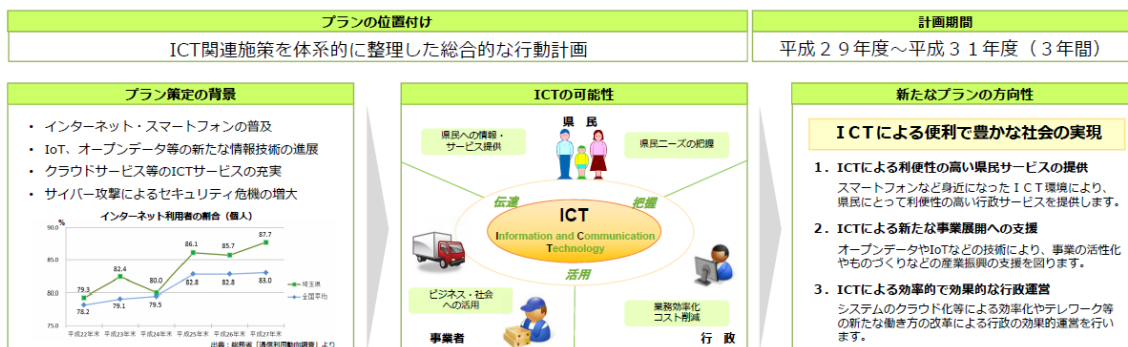 プランの位置付け
ICT関連施策を体系的に整理した総合的な行動計画
計画期間
平成２９年度～平成３１年度（３年間）
プラン策定の背景
• インターネット・スマートフォンの普及
• IoT、オープンデータ等の新たな情報技術の進展
• クラウドサービス等のICTサービスの充実
• サイバー攻撃によるセキュリティ危機の増大
インターネット利用者の割合（個人）
%
90.0
85.0
80.0
75.0
79.3
82.4
80.0
86.1
85.7
87.7
78.2
79.1
79.5
82.8
82.8
83.0
埼玉県
全国平均
平成22年末 平成23年末 平成24年末 平成25年末 平成26年末 平成27年末
出典：総務省「通信利用動向調査」より
ICTの可能性
県 民
県民への情報・
サービス提供
県民ニーズの把握
伝達
把握
ICT
Information and Communication
Technology
活用
ビジネス・社会
への活用
業務効率化
コスト削減
事業者
行 政
新たなプランの方向性
ＩＣＴによる便利で豊かな社会の実現
1. ICTによる利便性の高い県民サービスの提供
スマートフォンなど身近になったＩＣＴ環境により、
県民にとって利便性の高い行政サービスを提供します。
2. ICTによる新たな事業展開への支援
オープンデータやIoTなどの技術により、事業の活性化
やものづくりなどの産業振興の支援を図ります。
3. ICTによる効率的で効果的な行政運営
システムのクラウド化等による効率化やテレワーク等
の新たな働き方の改革による行政の効果的運営を行い
ます。